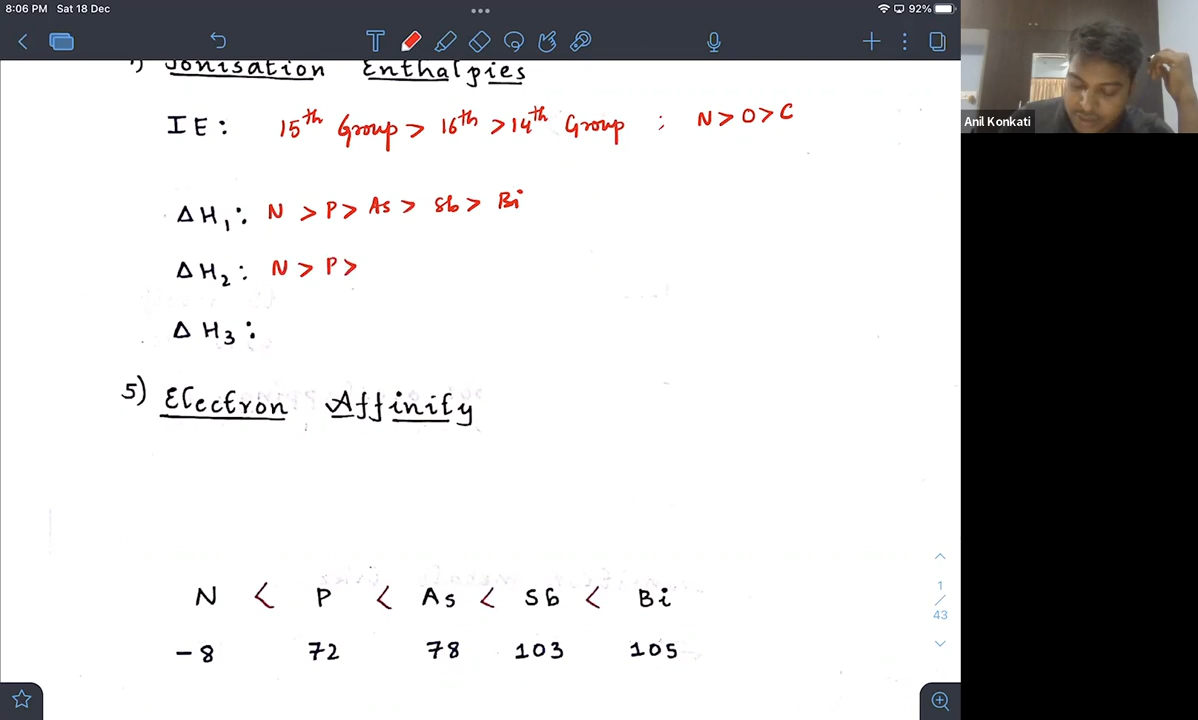 8:06 PM Sat 18 Dec
92%
Anil Konkati
Ionisation Enthalpies
IE: 15th Group > 16th > 14th Group ; N > O > C
ΔH1: N > P > As > Sb > Bi
ΔH2: N > P >
ΔH3:
5) Electron Affinity
N < P < As < Sb < Bi
-8 72 78 103 105
1
/
43